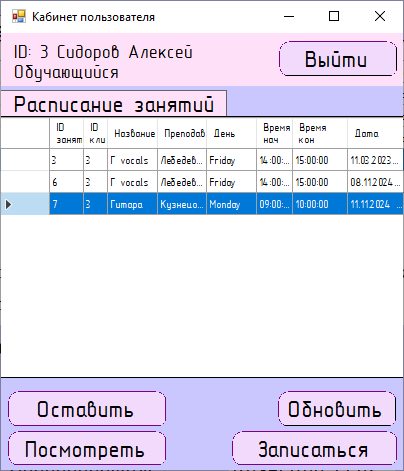 Кабинет пользователя
ID: 3 Сидоров Алексей
Обучающийся
Выйти
Расписание занятий
ID занят ID кли Название Преподав День Время нач Время кон Дата
3 3 Г vocals Лебедев... Friday 14:00:... 15:00:00 11.03.2023...
6 3 Г vocals Лебедев... Friday 14:00:... 15:00:00 08.11.2024 ...
7 3 Гитара Кузнецо... Monday 09:00:... 10:00:00 11.11.2024 ...
Оставить Обновить
Посмотреть Записаться